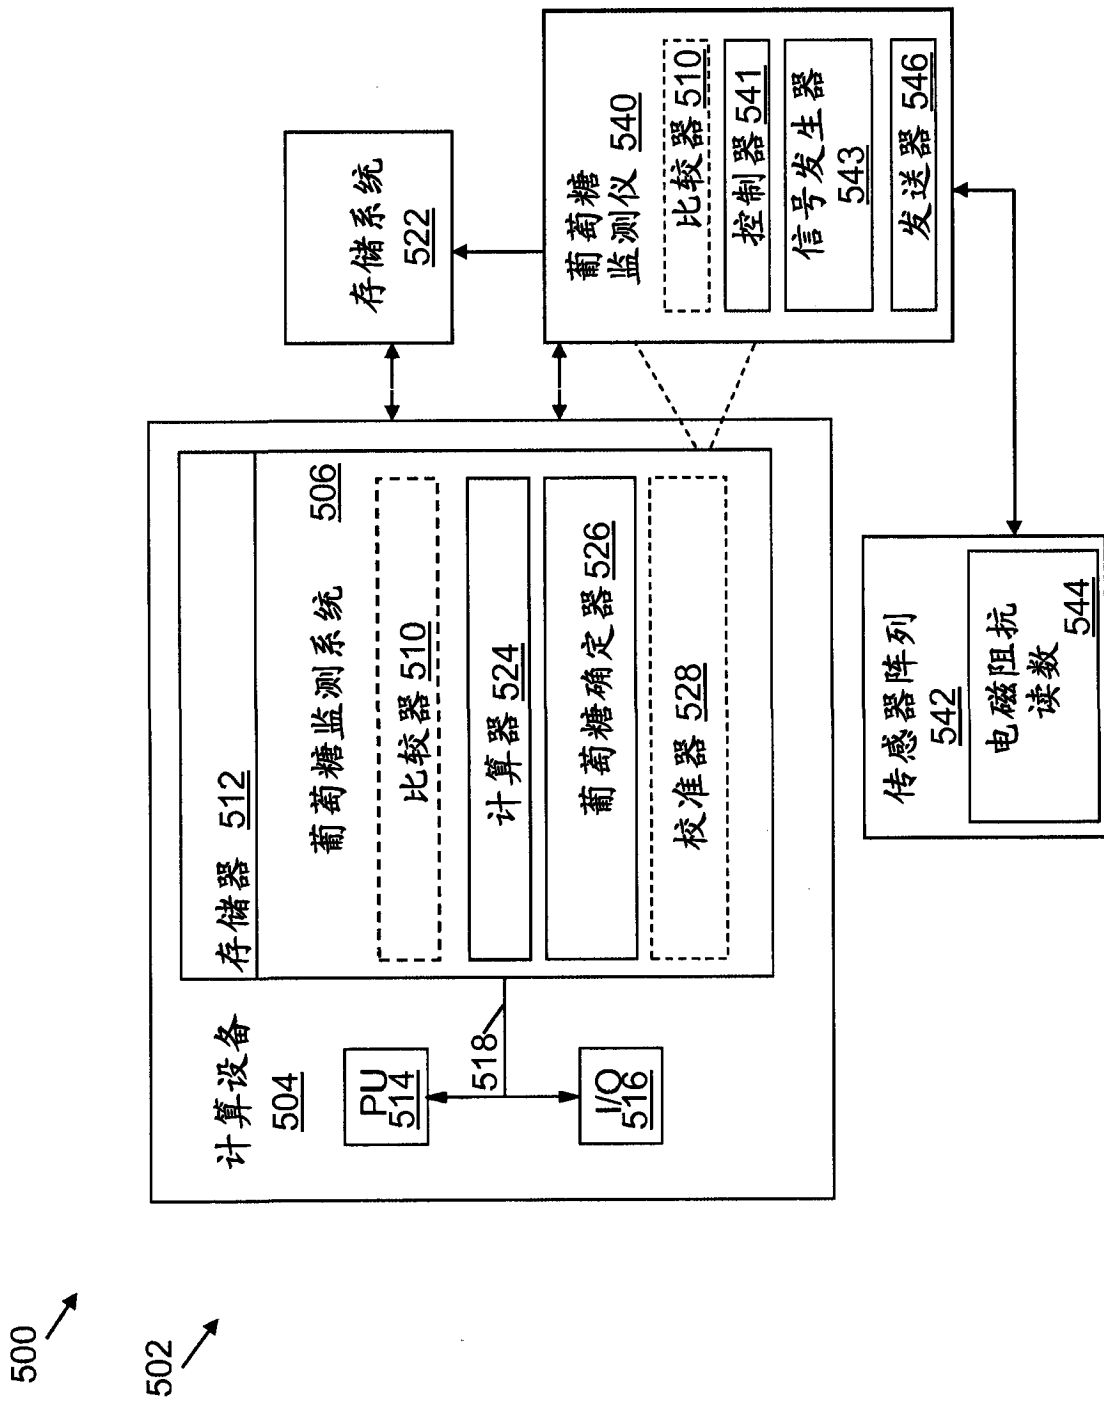 500
502
计算设备
504
PU
514
I/O
516
518
存储器 512
葡萄糖监测系统
506
比较器 510
计算器 524
葡萄糖确定器 526
校准器 528
存储系统
522
葡萄糖
监测仪 540
比较器 510
控制器 541
信号发生器
543
发送器 546
传感器阵列
542
电磁阻抗
读数 544